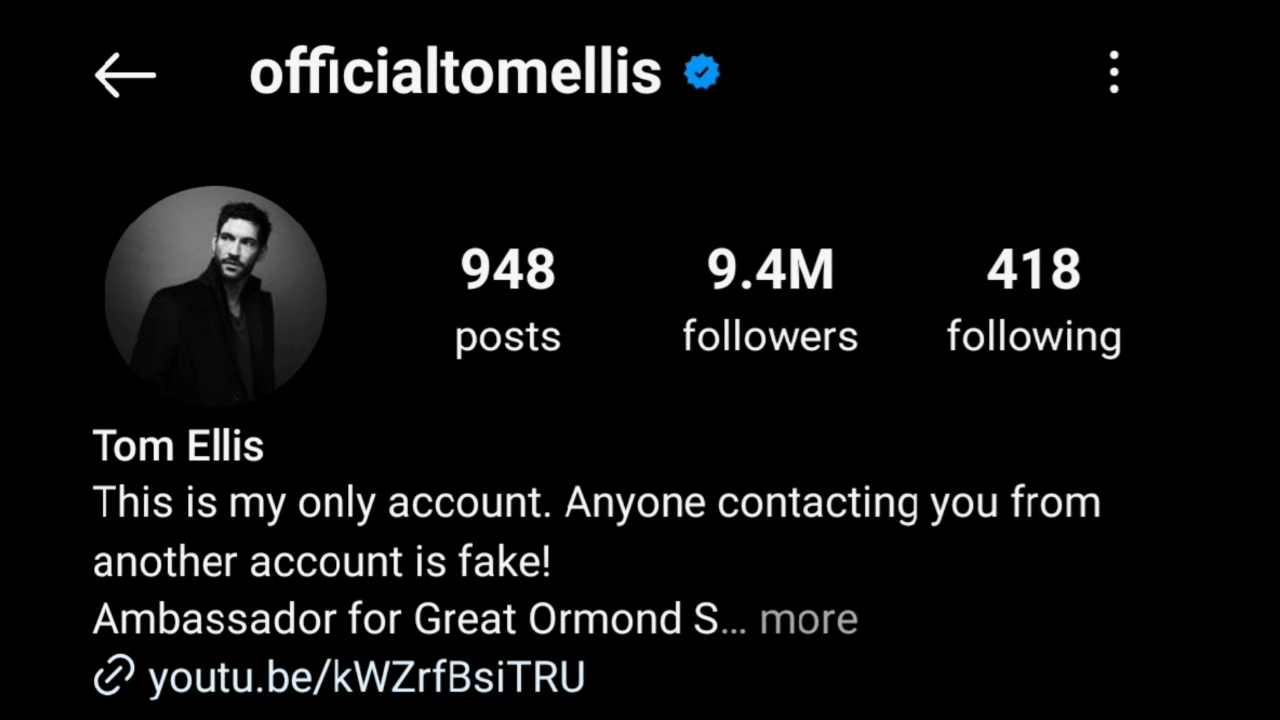 officialtomellis
948 9.4M 418
posts followers following
Tom Ellis
This is my only account. Anyone contacting you from
another account is fake!
Ambassador for Great Ormond S... more
youtu.be/kWZrfBsiTRU